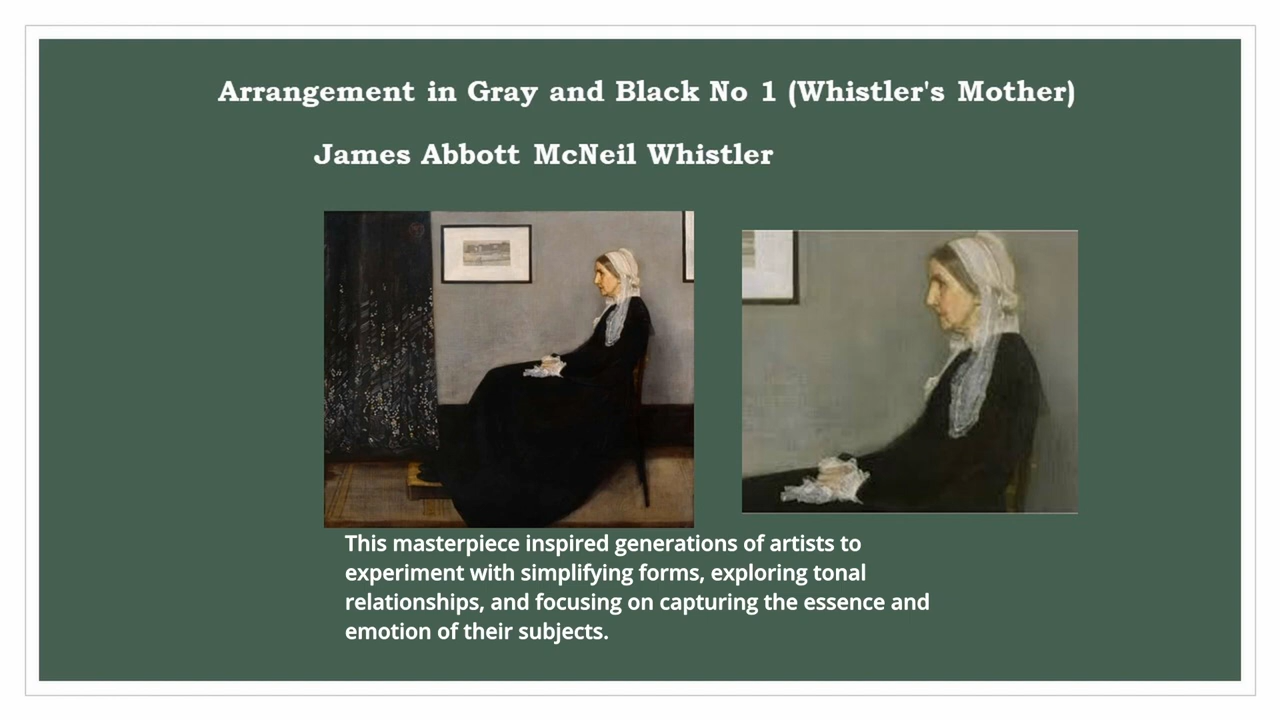 Arrangement in Gray and Black No 1 (Whistler's Mother)
James Abbott McNeil Whistler
This masterpiece inspired generations of artists to
experiment with simplifying forms, exploring tonal
relationships, and focusing on capturing the essence and
emotion of their subjects.